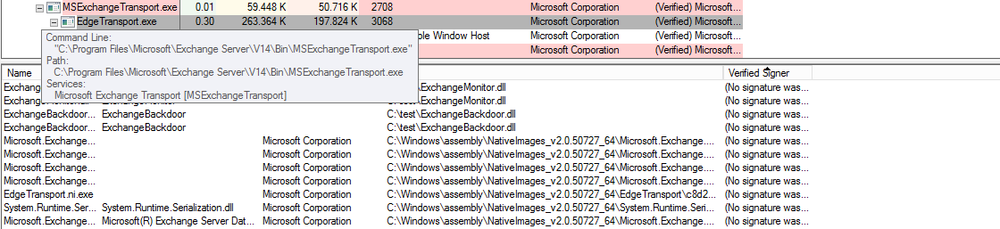 MSExchangeTransport.exe 0.01 59.448 K 50.716 K 2708 Microsoft Corporation (Verified) Microsoft Corporation
EdgeTransport.exe 0.30 263.364 K 197.824 K 3068 Microsoft Corporation (Verified) Microsoft Corporation
ble Window Host Microsoft Corporation (Verified) Microsoft Corporation
Microsoft Corporation (Verified) Microsoft Corporation
Command Line:
"C:\Program Files\Microsoft\Exchange Server\V14\Bin\MSExchangeTransport.exe"
Path:
C:\Program Files\Microsoft\Exchange Server\V14\Bin\MSExchangeTransport.exe
Services:
Microsoft Exchange Transport [MSExchangeTransport]
Name Verified Signer
t\ExchangeMonitor.dll (No signature was...
C:\test\ExchangeMonitor.dll (No signature was...
ExchangeBackdoor... ExchangeBackdoor C:\test\ExchangeBackdoor.dll (No signature was...
ExchangeBackdoor... ExchangeBackdoor C:\test\ExchangeBackdoor.dll (No signature was...
Microsoft.Exchange.... Microsoft Corporation C:\Windows\assembly\NativeImages_v2.0.50727_64\Microsoft.Exchange.... (No signature was...
Microsoft.Exchange.... Microsoft Corporation C:\Windows\assembly\NativeImages_v2.0.50727_64\Microsoft.Exchange.... (No signature was...
Microsoft.Exchange.... Microsoft Corporation C:\Windows\assembly\NativeImages_v2.0.50727_64\Microsoft.Exchange.... (No signature was...
Microsoft.Exchange.... Microsoft Corporation C:\Windows\assembly\NativeImages_v2.0.50727_64\Microsoft.Exchange.... (No signature was...
EdgeTransport.ni.exe Microsoft Corporation C:\Windows\assembly\NativeImages_v2.0.50727_64\EdgeTransport\c8d2... (No signature was...
System.Runtime.Ser... System.Runtime.Serialization.dll Microsoft Corporation C:\Windows\assembly\NativeImages_v2.0.50727_64\System.Runtime.Seri... (No signature was...
Microsoft.Exchange.... Microsoft(R) Exchange Server Dat... Microsoft Corporation C:\Windows\assembly\NativeImages_v2.0.50727_64\Microsoft.Exchange.... (No signature was...